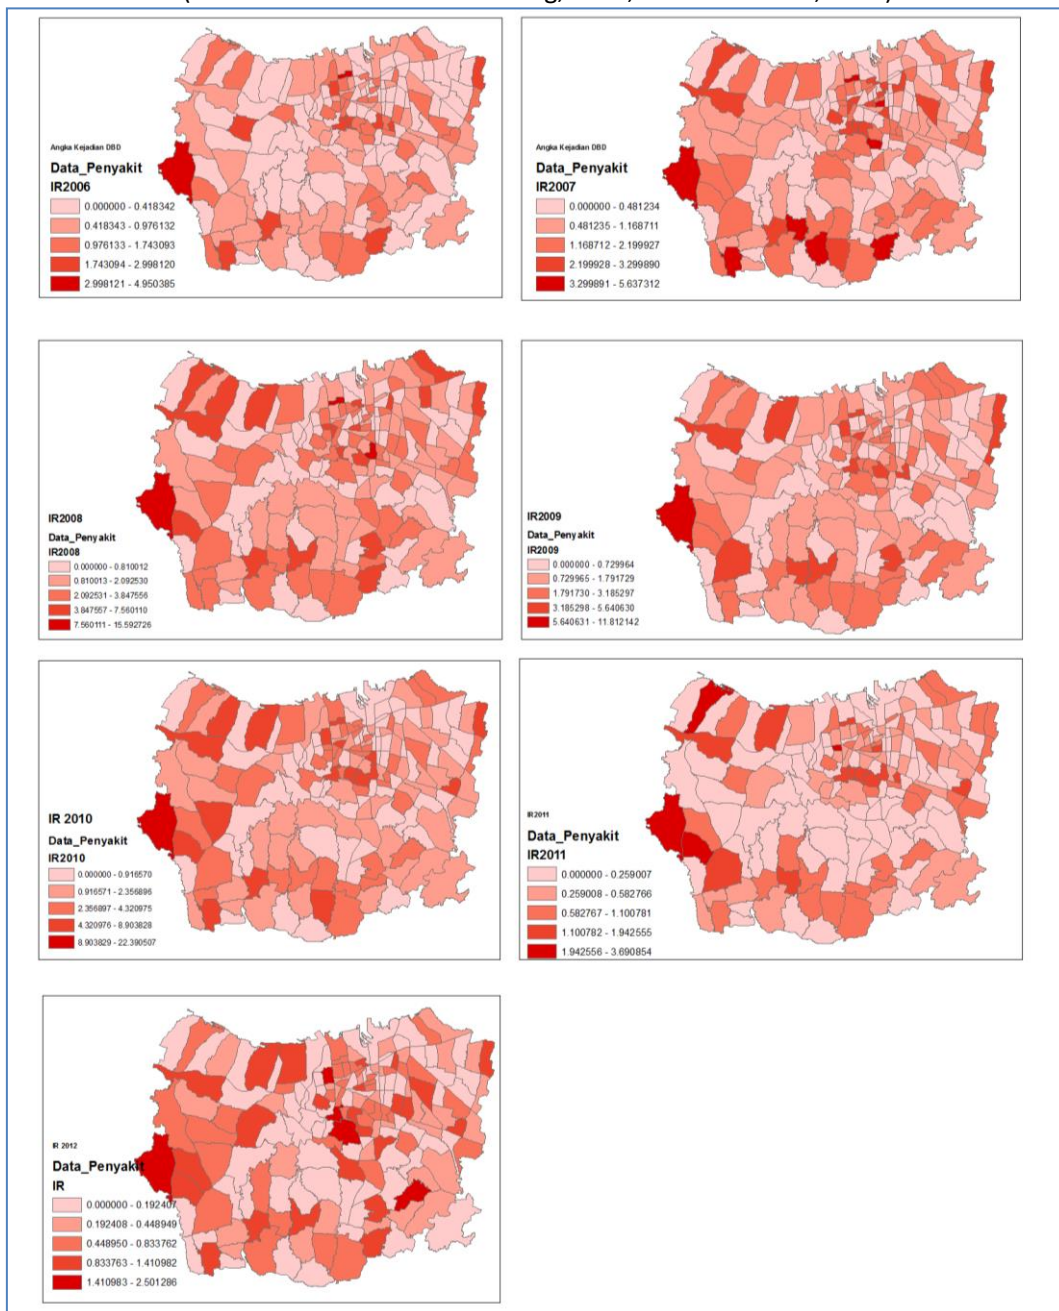 Angka Kejadian DBD
Data_Penyakit
IR2006
0.000000 - 0.418342
0.418343 - 0.976132
0.976133 - 1.743093
1.743094 - 2.998120
2.998121 - 4.950385
Angka Kejadian DBD
Data_Penyakit
IR2007
0.000000 - 0.481234
0.481235 - 1.168711
1.168712 - 2.199927
2.199928 - 3.299890
3.299891 - 5.637312
IR2008
Data_Penyakit
IR2008
0.000000 - 0.810012
0.810013 - 2.092530
2.092531 - 3.847556
3.847557 - 7.560110
7.560111 - 15.592726
IR2009
Data_Penyakit
IR2009
0.000000 - 0.729964
0.729965 - 1.791729
1.791730 - 3.185297
3.185298 - 5.640630
5.640631 - 11.812142
IR 2010
Data_Penyakit
IR2010
0.000000 - 0.916570
0.916571 - 2.356896
2.356897 - 4.320975
4.320976 - 8.903828
8.903829 - 22.390507
IR2011
Data_Penyakit
IR2011
0.000000 - 0.259007
0.259008 - 0.582766
0.582767 - 1.100781
1.100782 - 1.942555
1.942556 - 3.690854
IR 2012
Data_Penyakit
IR
0.000000 - 0.192407
0.192408 - 0.448949
0.448950 - 0.833762
0.833763 - 1.410982
1.410983 - 2.501286